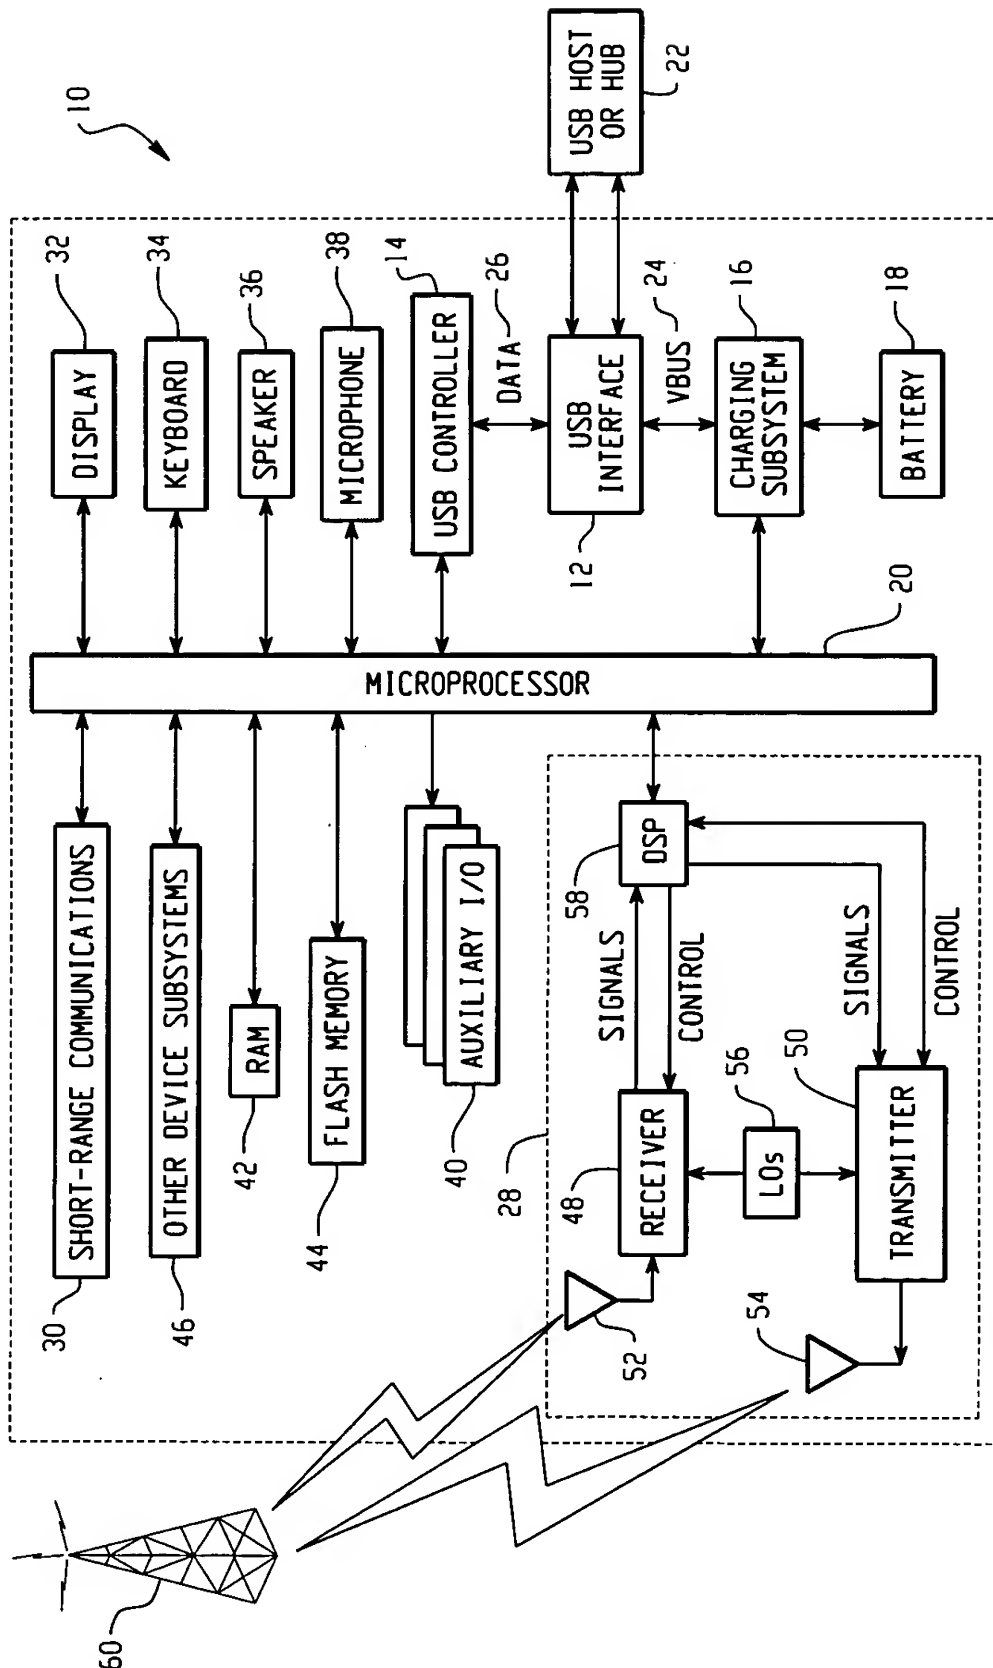 10
32
DISPLAY
34
KEYBOARD
36
SPEAKER
38
MICROPHONE
14
USB CONTROLLER
DATA
26
USB HOST
OR HUB
22
USB
INTERFACE
12
VBUS
24
CHARGING
SUBSYSTEM
16
BATTERY
18
MICROPROCESSOR
20
SHORT-RANGE COMMUNICATIONS
30
OTHER DEVICE SUBSYSTEMS
46
RAM
42
FLASH MEMORY
44
AUXILIARY I/O
40
28
DSP
58
SIGNALS
CONTROL
RECEIVER
48
LOs
56
SIGNALS
CONTROL
TRANSMITTER
50
52
54
60